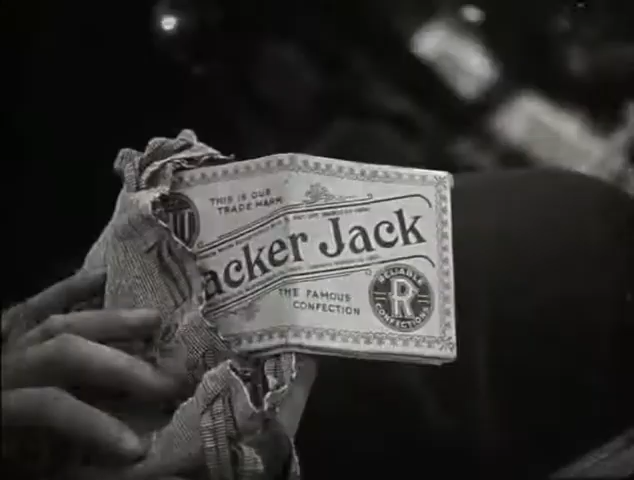 THIS IS OUR
TRADE MARK
acker Jack
THE FAMOUS
CONFECTION
RELIABLE
R
CONFECTIONS